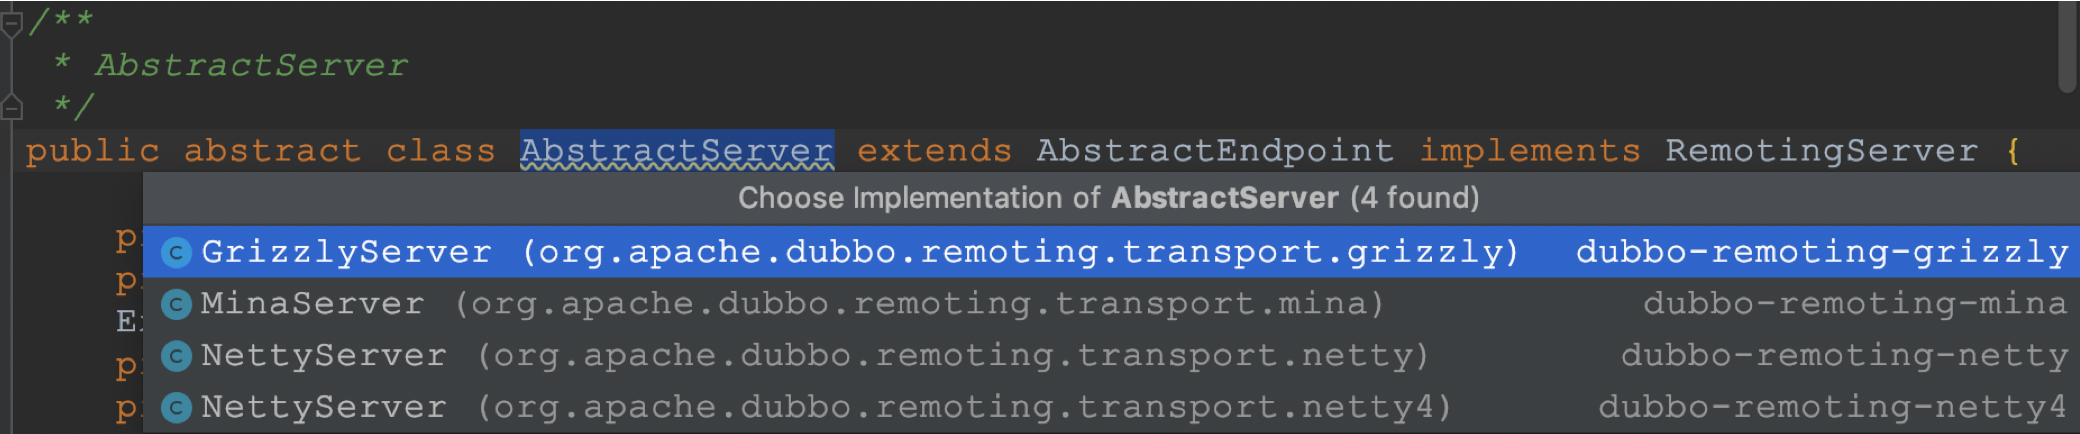 /**
 * AbstractServer
 */
public abstract class AbstractServer extends AbstractEndpoint implements RemotingServer {
Choose Implementation of AbstractServer (4 found)
GrizzlyServer (org.apache.dubbo.remoting.transport.grizzly) dubbo-remoting-grizzly
MinaServer (org.apache.dubbo.remoting.transport.mina) dubbo-remoting-mina
NettyServer (org.apache.dubbo.remoting.transport.netty) dubbo-remoting-netty
NettyServer (org.apache.dubbo.remoting.transport.netty4) dubbo-remoting-netty4